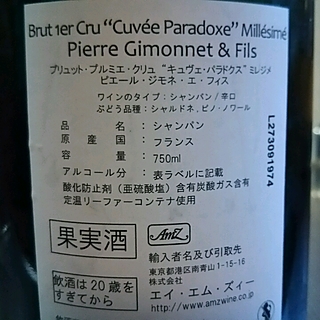 Brut 1er Cru “Cuvée Paradoxe” Millésimé
Pierre Gimonnet & Fils
ブリュット・プルミエ・クリュ “キュヴェ・パラドクス” ミレジメ
ピエール・ジモネ・エ・フィス
ワインのタイプ：シャンパン/辛口
ぶどう品種：シャルドネ、ピノ・ノワール
品名：シャンパン
原産国：フランス
容量：750ml
アルコール分：表ラベルに記載
酸化防止剤（亜硫酸塩）含有炭酸ガス含有
定温リーファーコンテナ使用
果実酒
AMZ
輸入者名及び引取先
東京都港区南青山 1-15-16
株式会社
エイ・エム・ズィー
http://www.amzwine.co.jp
飲酒は20歳を
すぎてから
L273091974